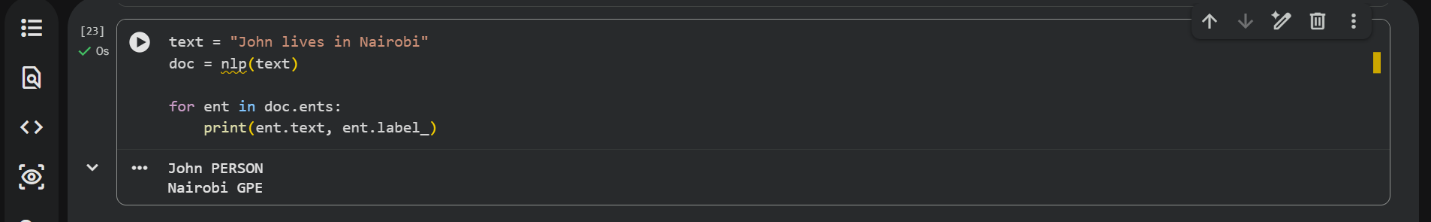 [23]
0s
text = "John lives in Nairobi"
doc = nlp(text)
for ent in doc.ents:
    print(ent.text, ent.label_)
John PERSON
Nairobi GPE